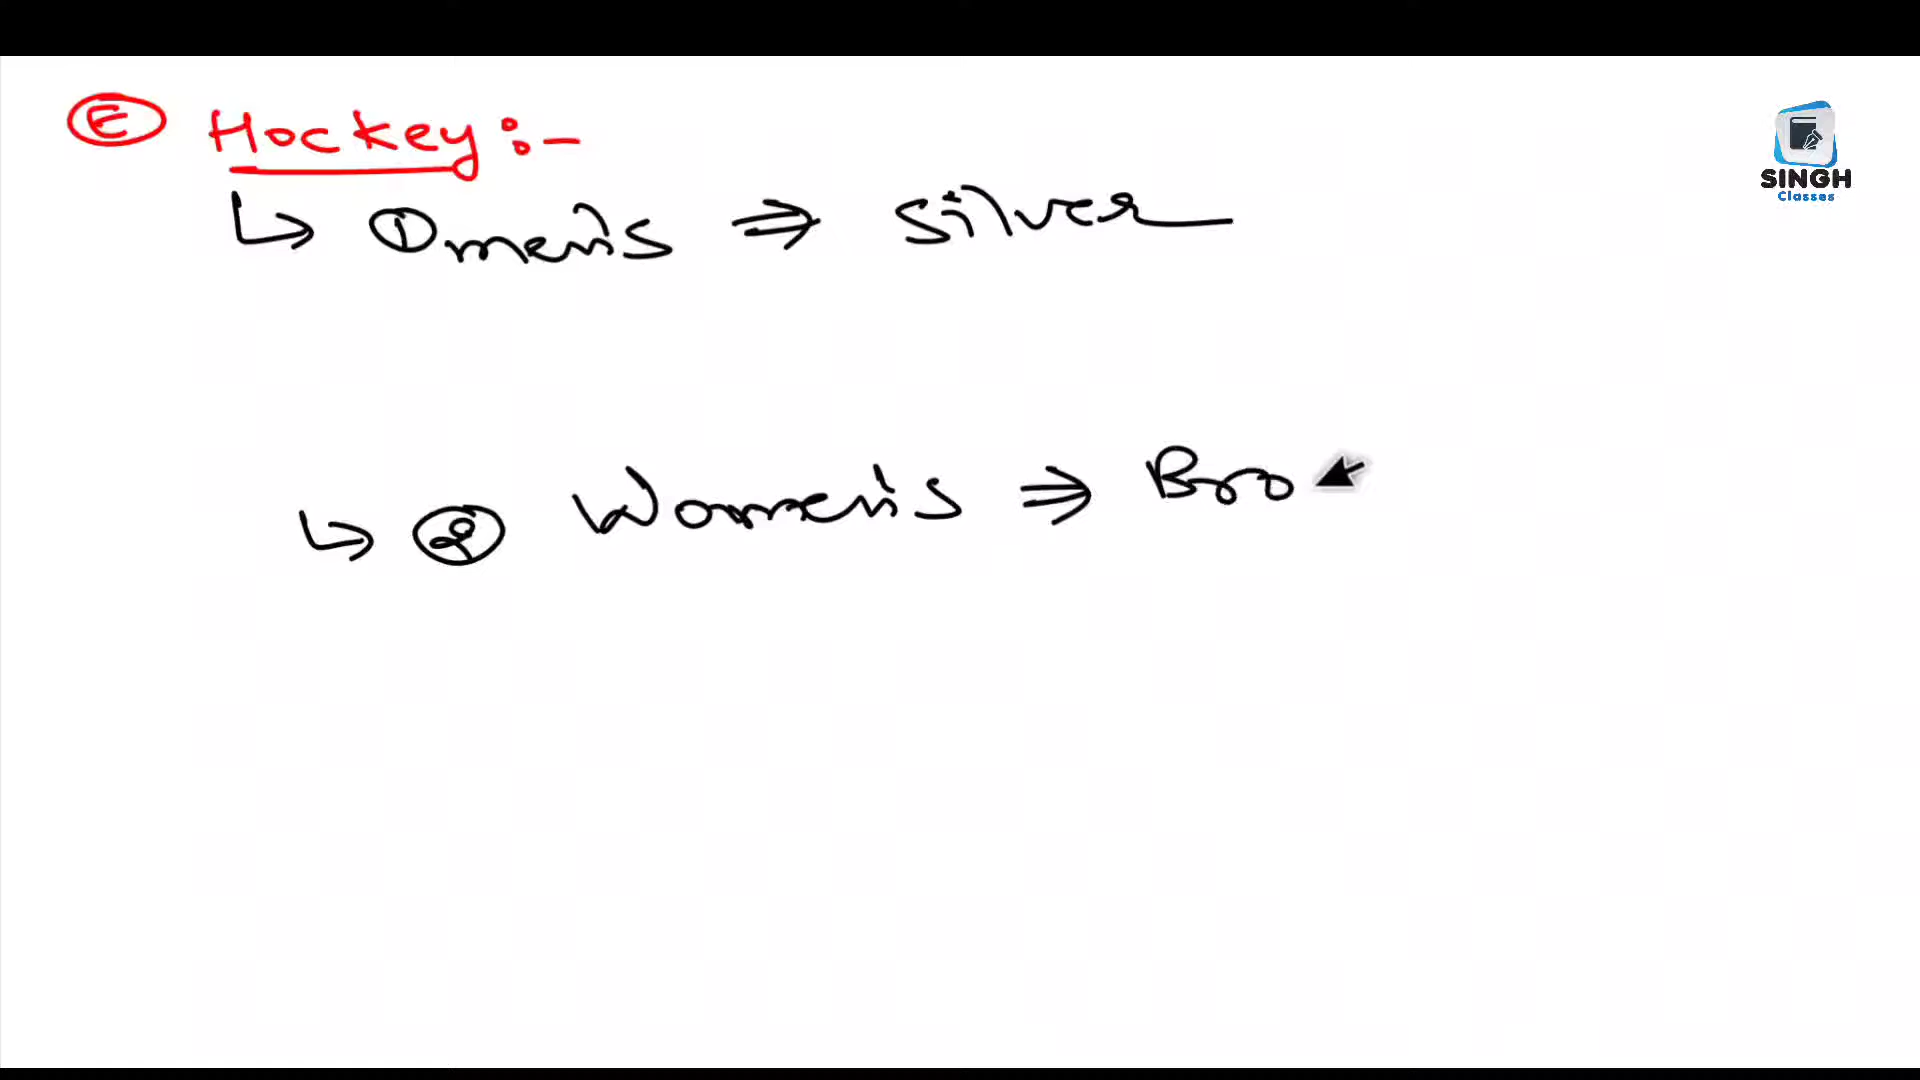 E Hockey:-
↳ 1 men's ⇒ Silver
↳ 2 Women's ⇒ Bro
SINGH
Classes